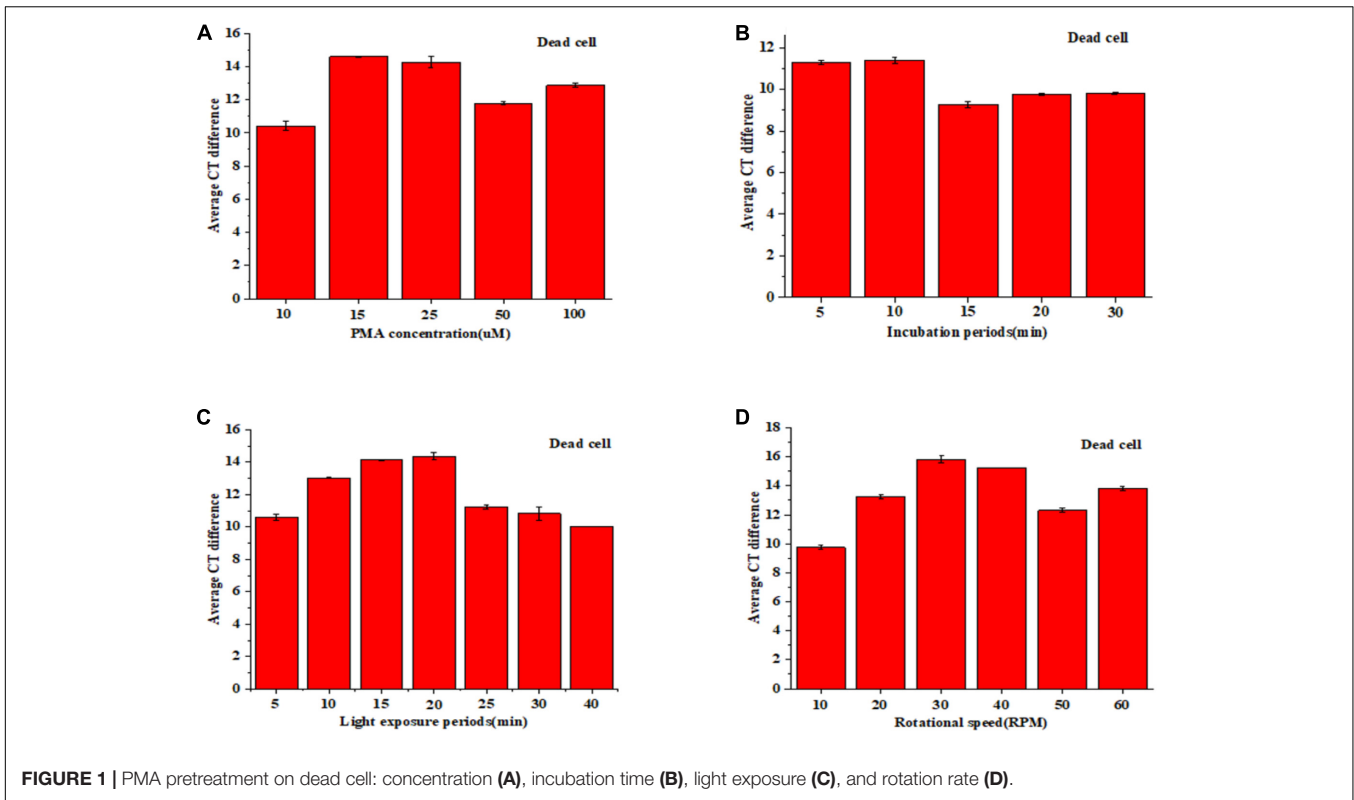 A
Dead cell
Average CT difference
16
14
12
10
8
6
4
2
0
10 15 25 50 100
PMA concentration(uM)
B
Dead cell
Average CT difference
12
10
8
6
4
2
0
5 10 15 20 30
Incubation periods(min)
C
Dead cell
Average CT difference
16
14
12
10
8
6
4
2
0
5 10 15 20 25 30 40
Light exposure periods(min)
D
Dead cell
Average CT difference
18
16
14
12
10
8
6
4
2
0
10 20 30 40 50 60
Rotational speed(RPM)
FIGURE 1 | PMA pretreatment on dead cell: concentration (A), incubation time (B), light exposure (C), and rotation rate (D).